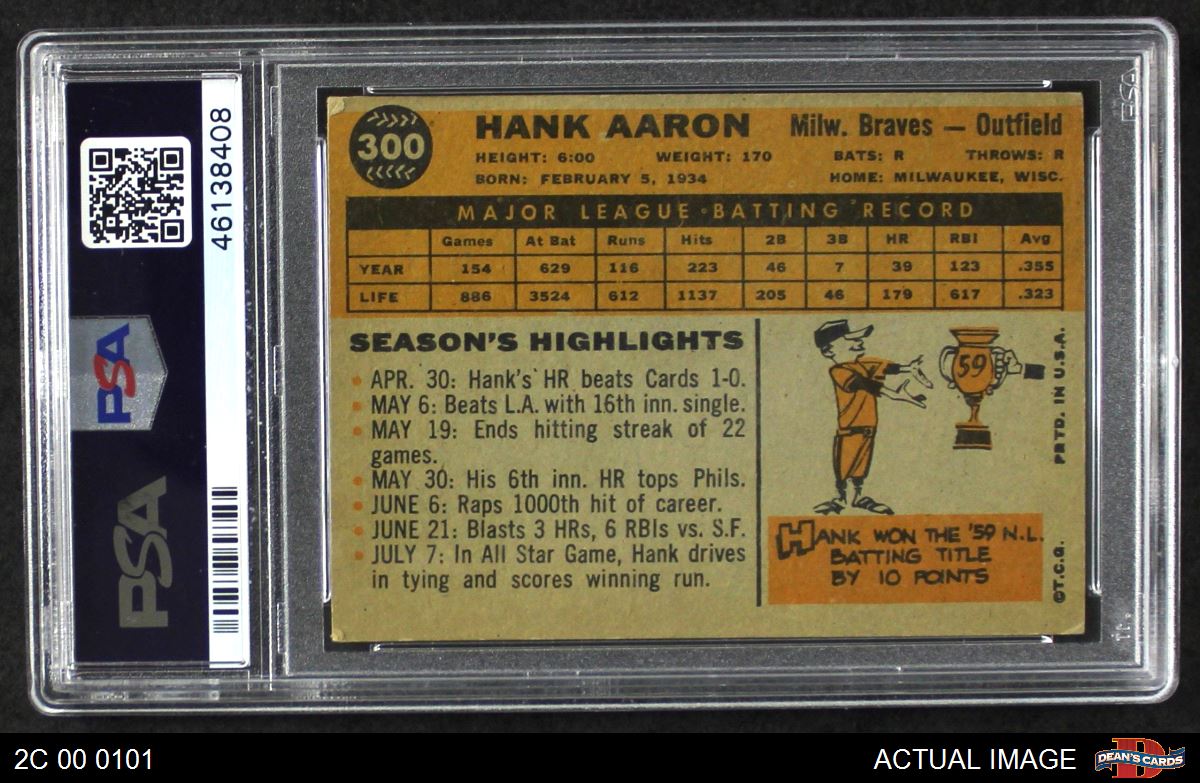 46138408
PSA
PSA
PSA
300
HANK AARON Milw. Braves — Outfield
HEIGHT: 6:00 WEIGHT: 170 BATS: R THROWS: R
BORN: FEBRUARY 5, 1934 HOME: MILWAUKEE, WISC.
MAJOR LEAGUE BATTING RECORD
Games At Bat Runs Hits 2B 3B HR RBI Avg
YEAR 154 629 116 223 46 7 39 123 .355
LIFE 886 3524 612 1137 205 46 179 617 .323
SEASON'S HIGHLIGHTS
• APR. 30: Hank's HR beats Cards 1-0.
• MAY 6: Beats L.A. with 16th inn. single.
• MAY 19: Ends hitting streak of 22
games.
• MAY 30: His 6th inn. HR tops Phils.
• JUNE 6: Raps 1000th hit of career.
• JUNE 21: Blasts 3 HRs, 6 RBIs vs. S.F.
• JULY 7: In All Star Game, Hank drives
in tying and scores winning run.
59
HANK WON THE '59 N.L.
BATTING TITLE
BY 10 POINTS
PRTD. IN U.S.A.
©T.C.G.
2C 00 0101
ACTUAL IMAGE
D
DEAN'S CARDS